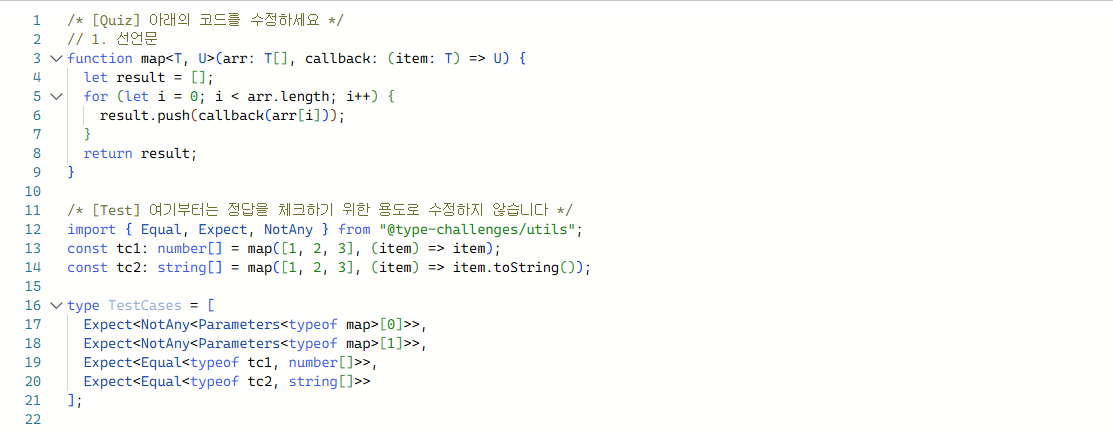 1 /* [Quiz] 아래의 코드를 수정하세요 */
2 // 1. 선언문
3 function map<T, U>(arr: T[], callback: (item: T) => U) {
4   let result = [];
5   for (let i = 0; i < arr.length; i++) {
6     result.push(callback(arr[i]));
7   }
8   return result;
9 }
10
11 /* [Test] 여기부터는 정답을 체크하기 위한 용도로 수정하지 않습니다 */
12 import { Equal, Expect, NotAny } from "@type-challenges/utils";
13 const tc1: number[] = map([1, 2, 3], (item) => item);
14 const tc2: string[] = map([1, 2, 3], (item) => item.toString());
15
16 type TestCases = [
17   Expect<NotAny<Parameters<typeof map>[0]>>,
18   Expect<NotAny<Parameters<typeof map>[1]>>,
19   Expect<Equal<typeof tc1, number[]>>,
20   Expect<Equal<typeof tc2, string[]>>
21 ];
22